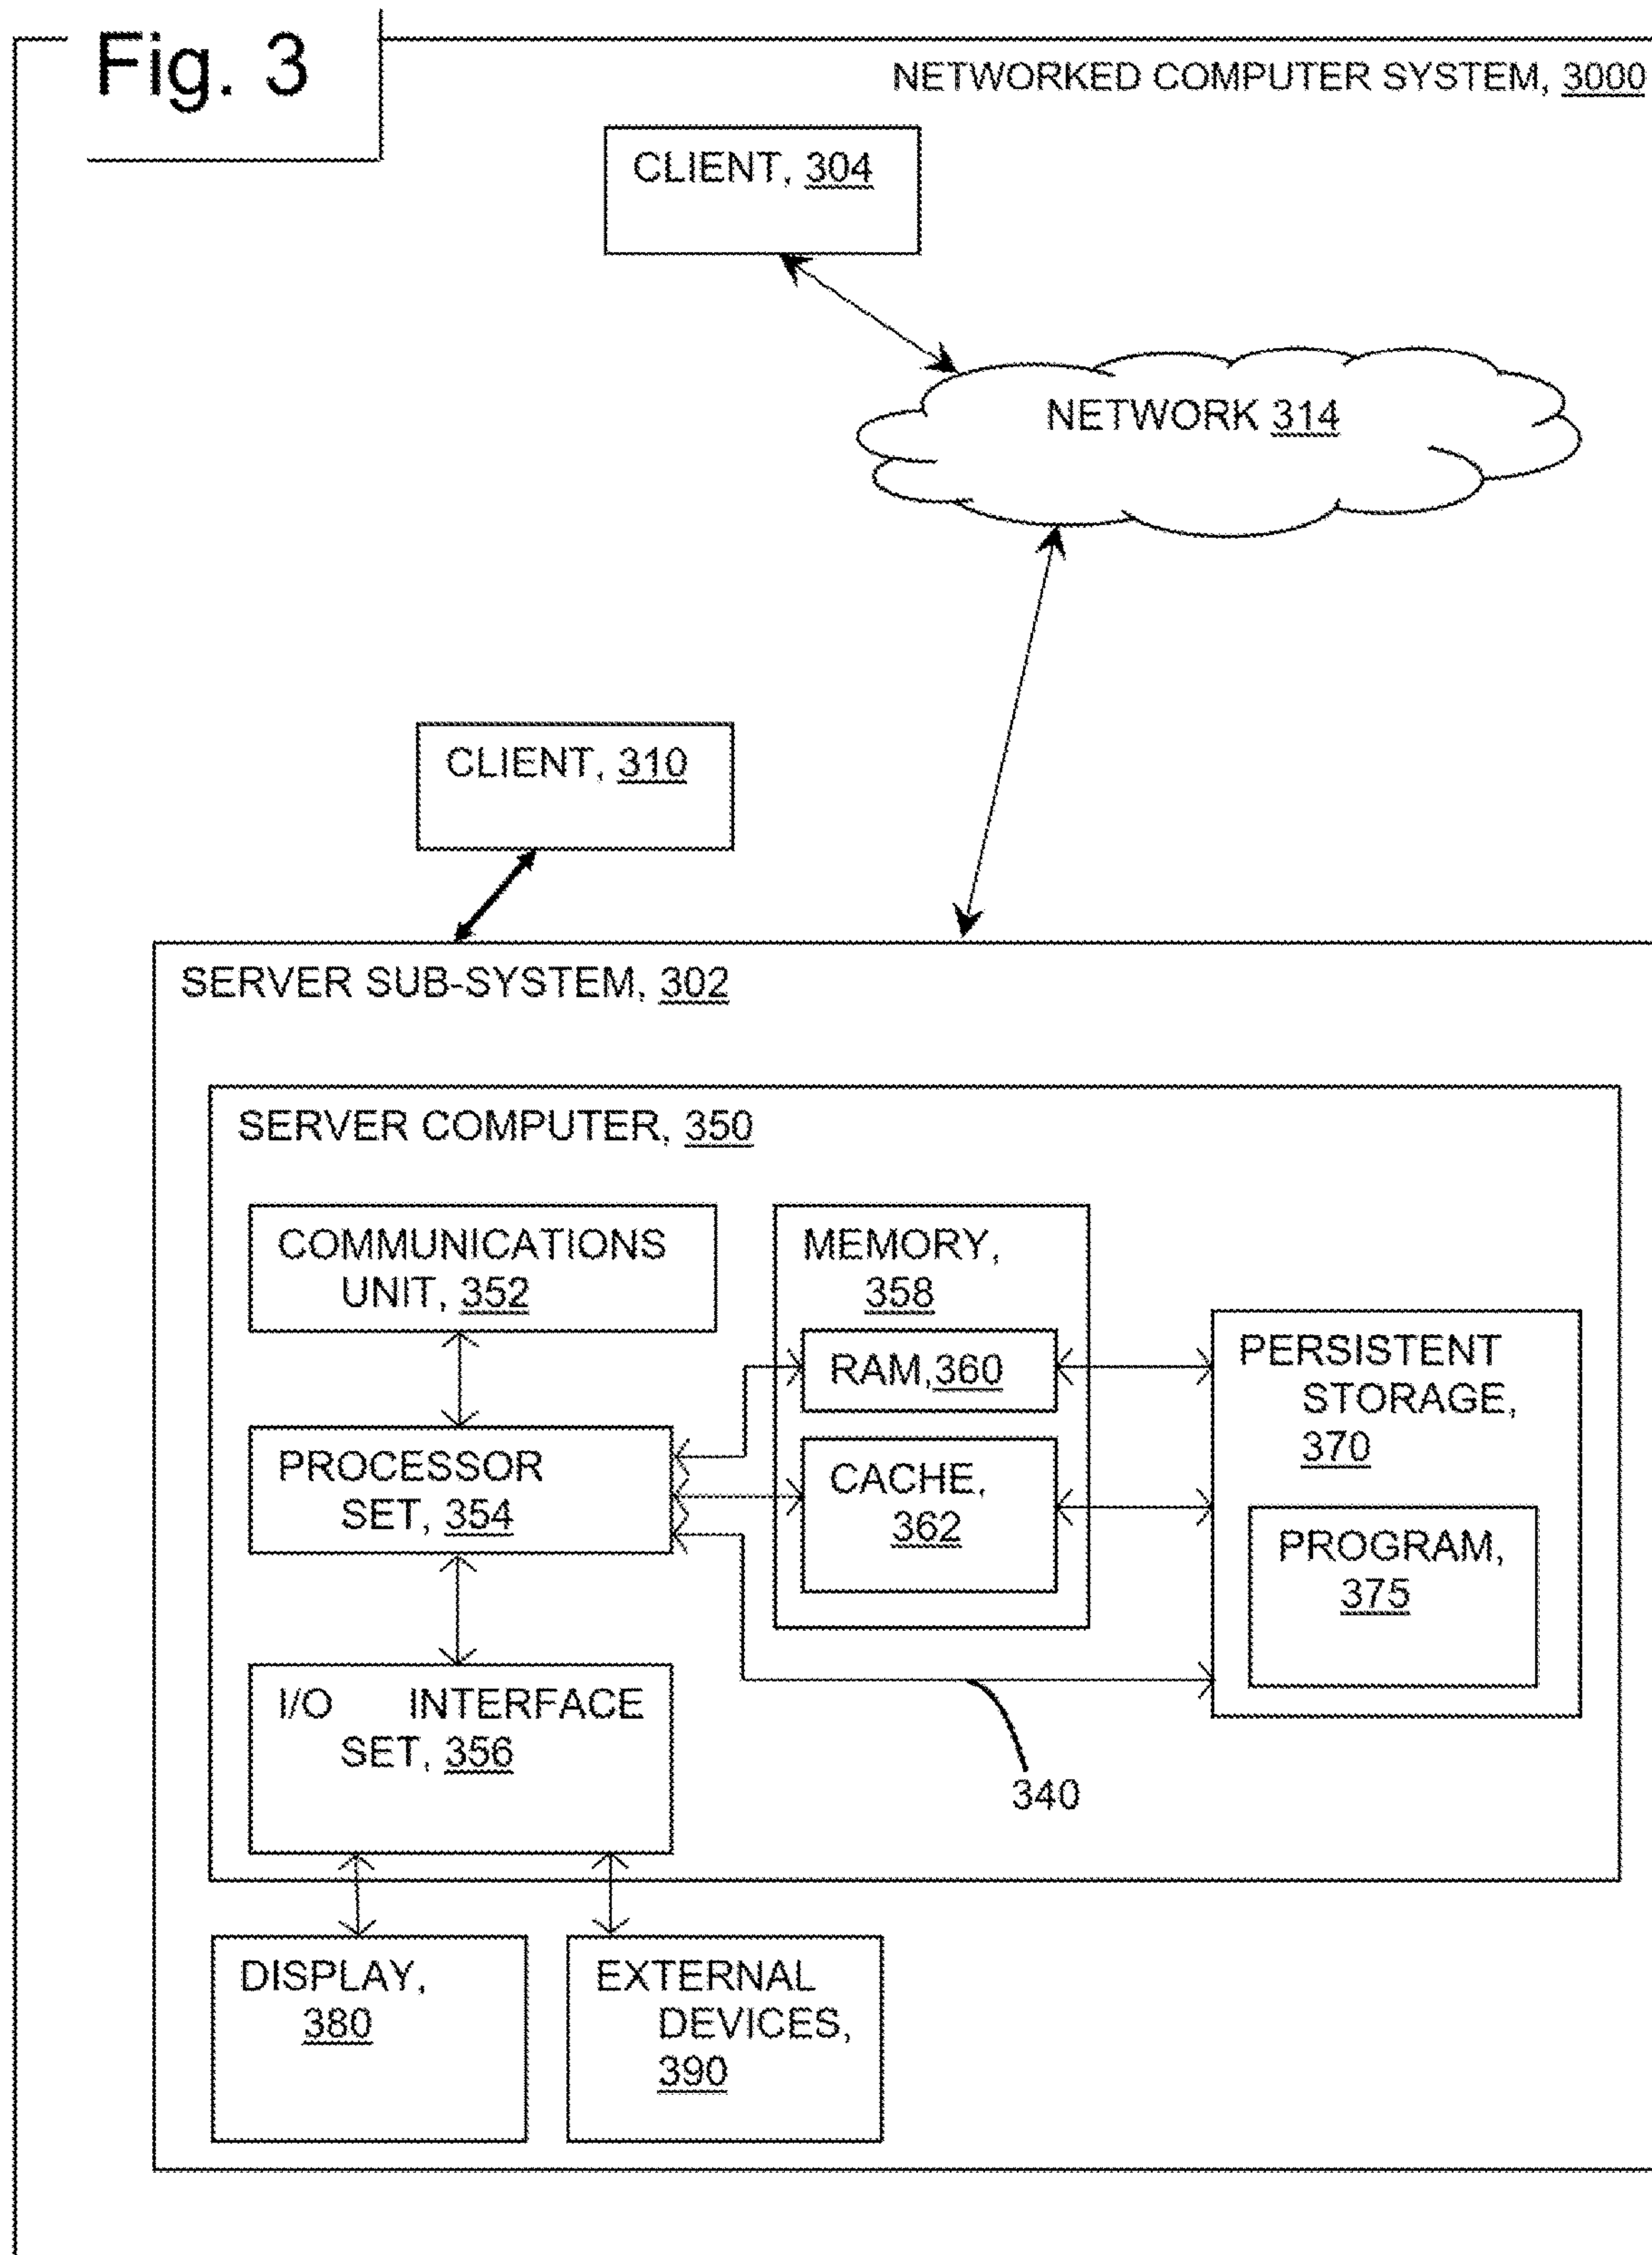 Fig. 3
NETWORKED COMPUTER SYSTEM, 3000
CLIENT, 304
NETWORK 314
CLIENT, 310
SERVER SUB-SYSTEM, 302
SERVER COMPUTER, 350
COMMUNICATIONS
UNIT, 352
MEMORY,
358
RAM,360
PERSISTENT
STORAGE,
370
PROCESSOR
SET, 354
CACHE,
362
PROGRAM,
375
I/O INTERFACE
SET, 356
340
DISPLAY,
380
EXTERNAL
DEVICES,
390